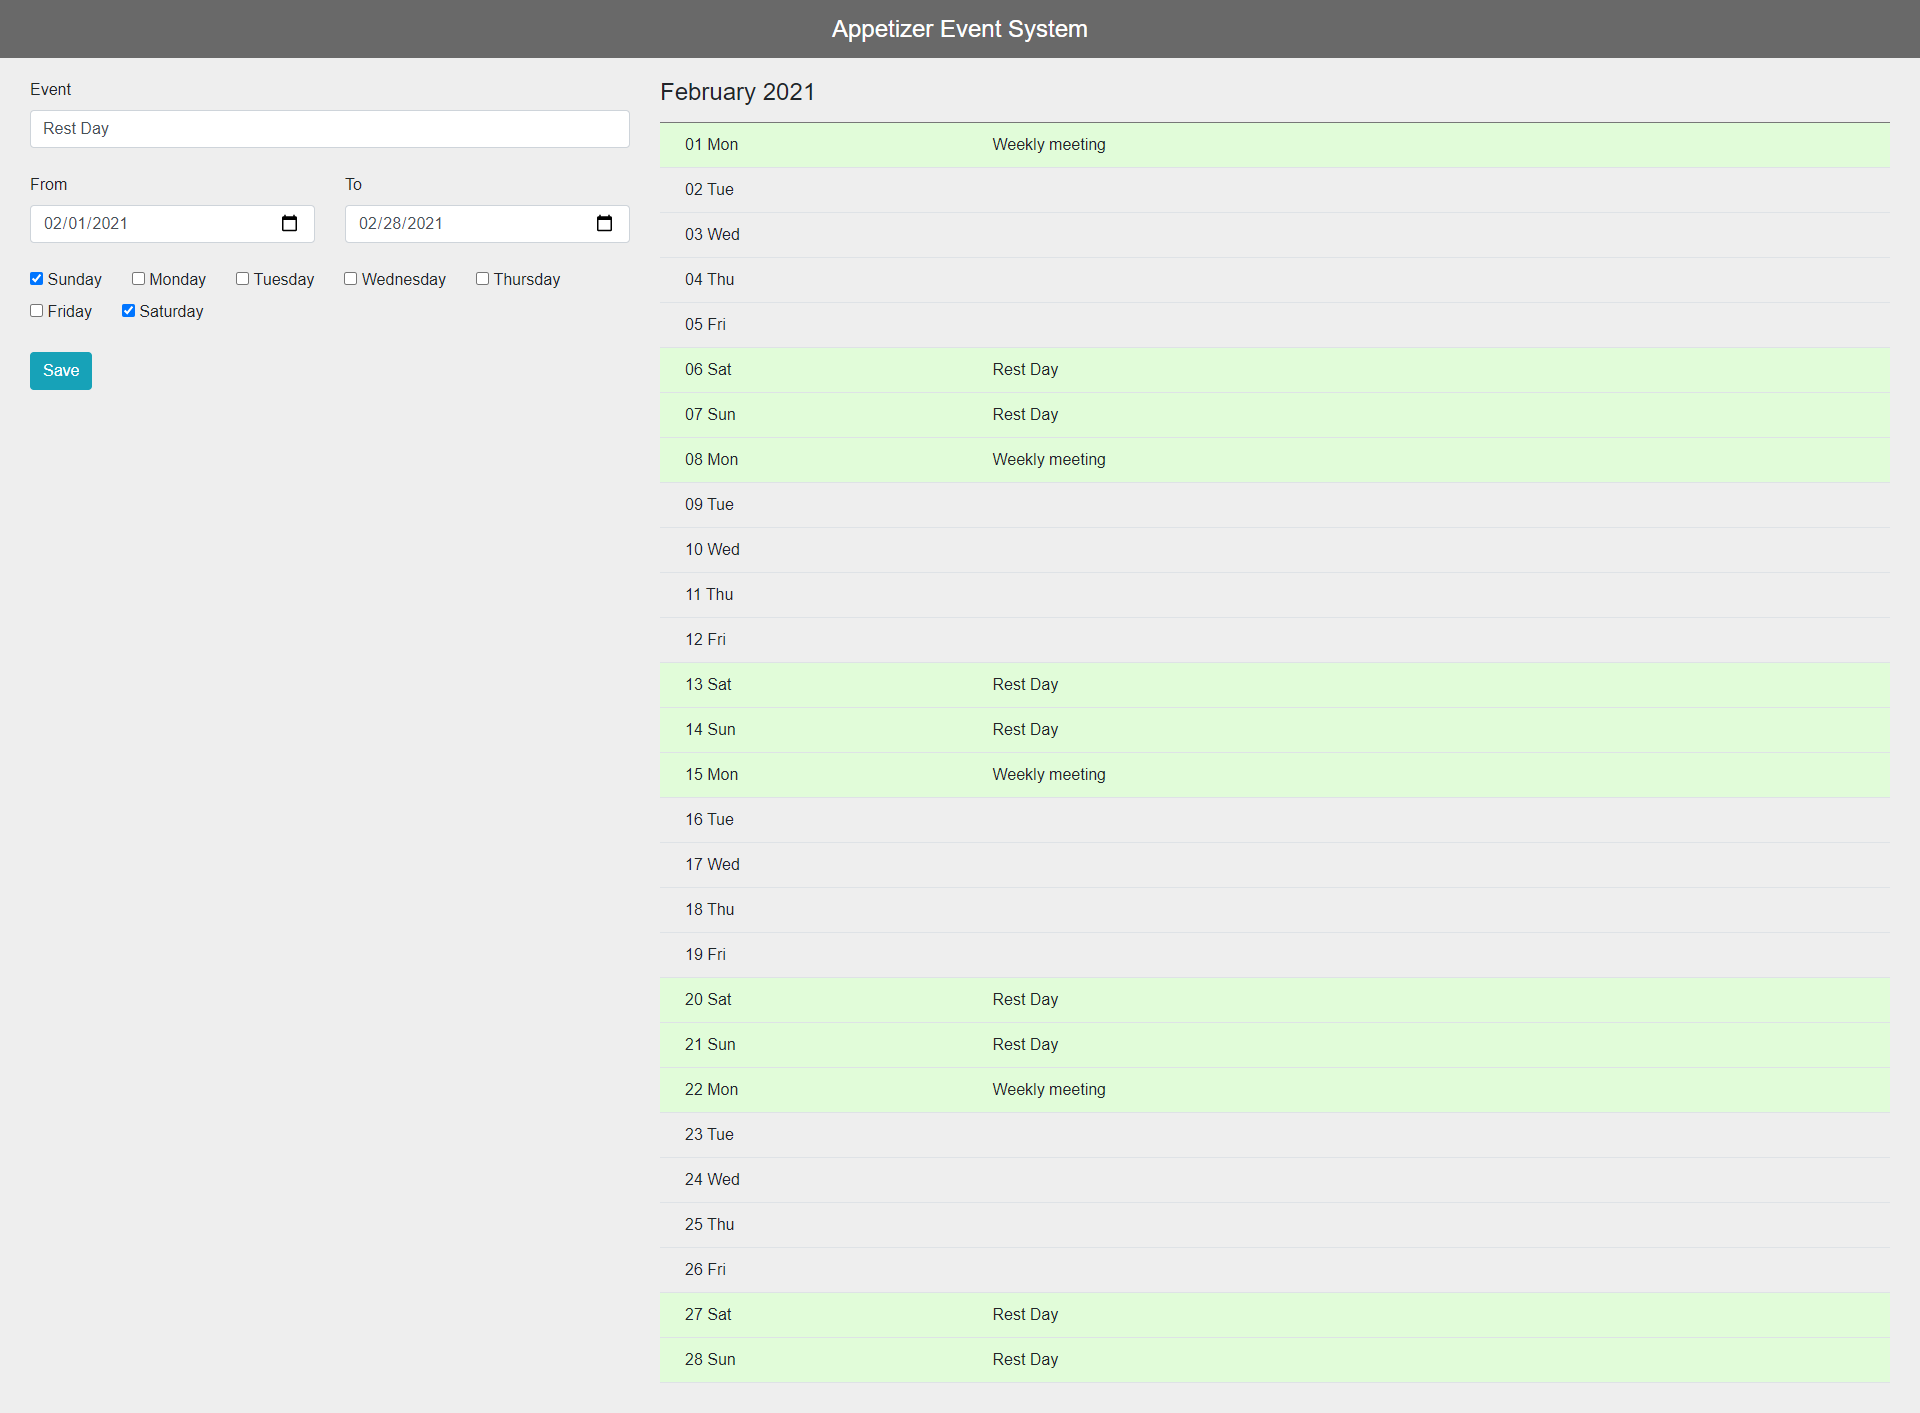 Appetizer Event System
Event
Rest Day
From To
02/01/2021 02/28/2021
Sunday Monday Tuesday Wednesday Thursday
Friday Saturday
Save
February 2021
01 Mon Weekly meeting
02 Tue
03 Wed
04 Thu
05 Fri
06 Sat Rest Day
07 Sun Rest Day
08 Mon Weekly meeting
09 Tue
10 Wed
11 Thu
12 Fri
13 Sat Rest Day
14 Sun Rest Day
15 Mon Weekly meeting
16 Tue
17 Wed
18 Thu
19 Fri
20 Sat Rest Day
21 Sun Rest Day
22 Mon Weekly meeting
23 Tue
24 Wed
25 Thu
26 Fri
27 Sat Rest Day
28 Sun Rest Day